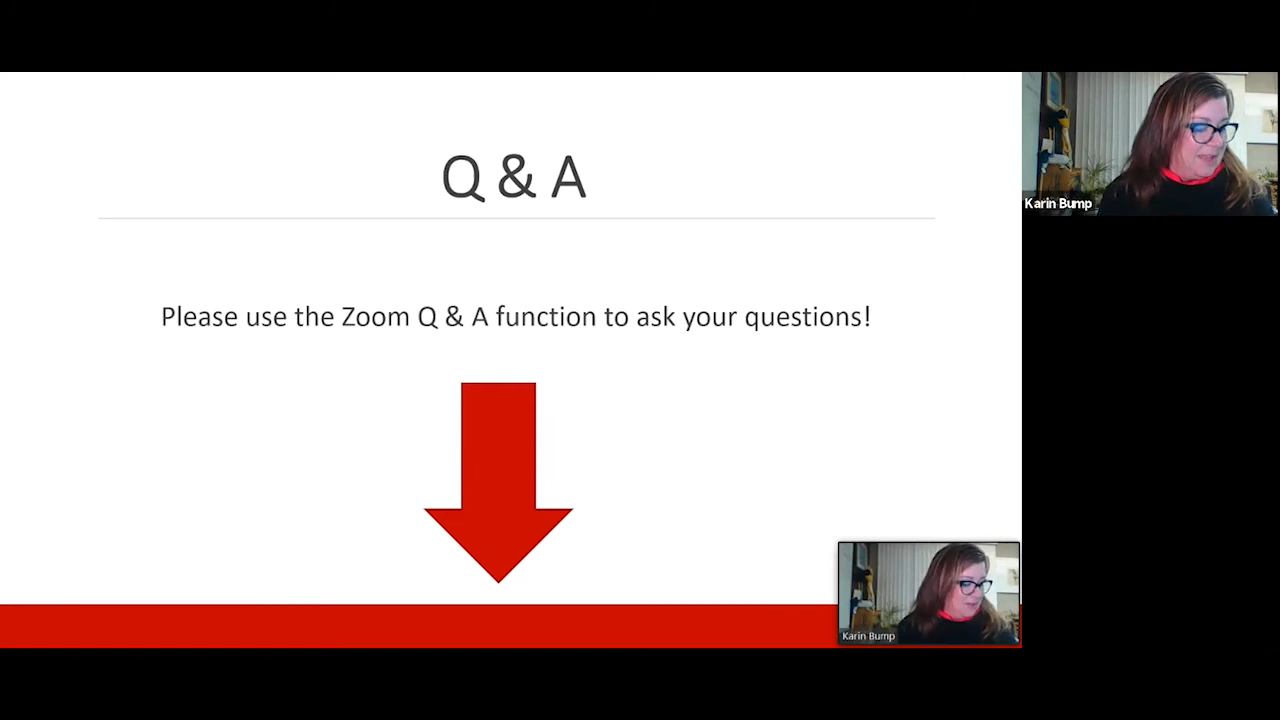 Q & A
Please use the Zoom Q & A function to ask your questions!
Karin Bump
Karin Bump